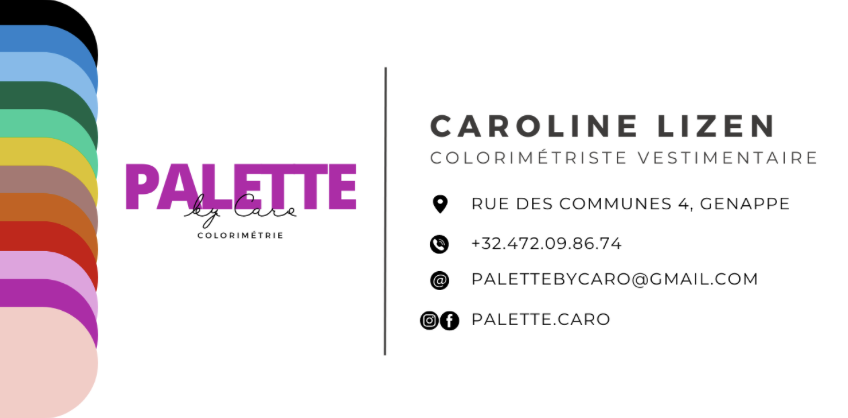 PALETTE
by Caro
COLORIMÉTRIE
CAROLINE LIZEN
COLORIMÉTRISTE VESTIMENTAIRE
RUE DES COMMUNES 4, GENAPPE
+32.472.09.86.74
@ PALETTEBYCARO@GMAIL.COM
PALETTE.CARO